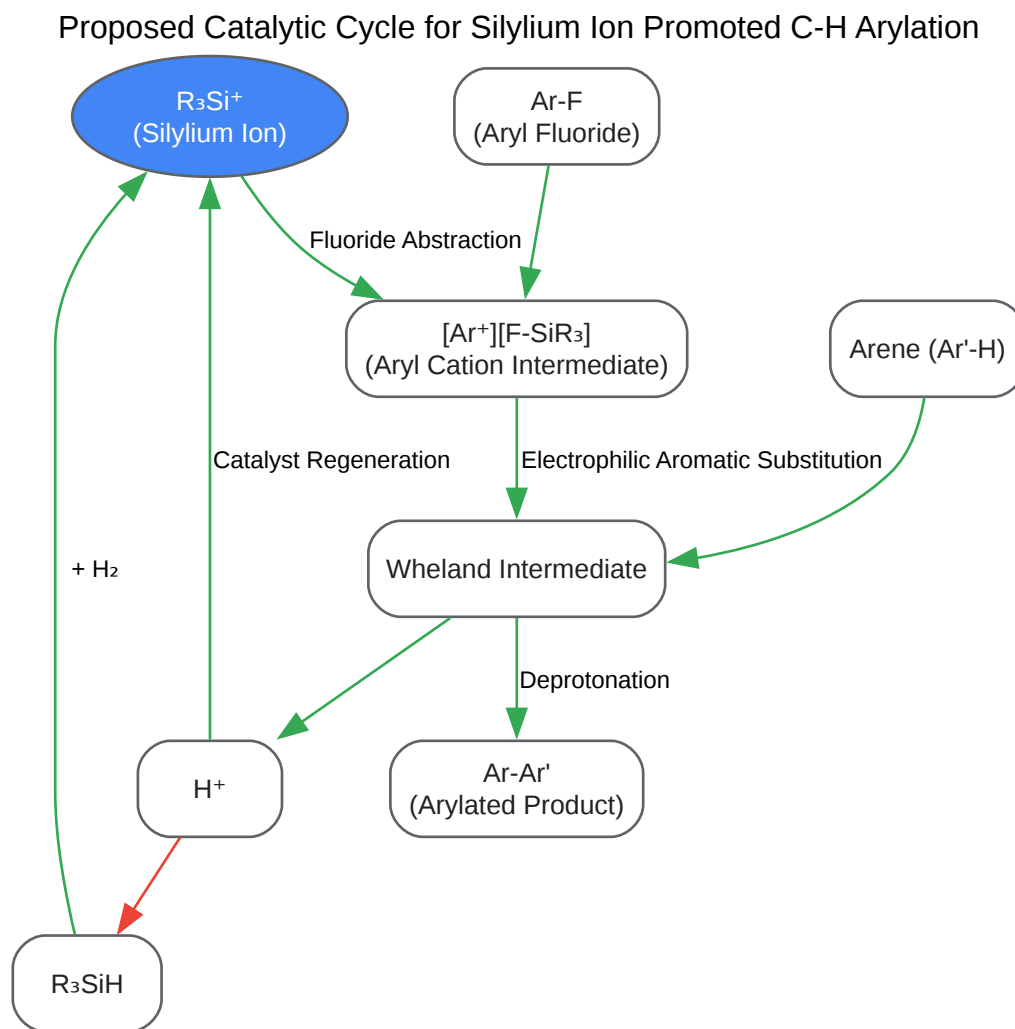 Proposed Catalytic Cycle for Silylium Ion Promoted C-H Arylation
R₃Si⁺
(Silylium Ion)
Ar-F
(Aryl Fluoride)
Fluoride Abstraction
[Ar⁺][F-SiR₃]
(Aryl Cation Intermediate)
Arene (Ar'-H)
Catalyst Regeneration
Electrophilic Aromatic Substitution
+ H₂
Wheland Intermediate
Deprotonation
H⁺
Ar-Ar'
(Arylated Product)
R₃SiH